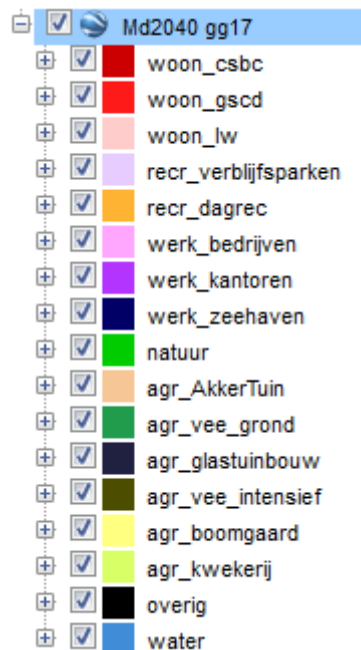 Md2040 gg17
woon_csbc
woon_gscd
woon_lw
recr_verblijfsparken
recr_dagrec
werk_bedrijven
werk_kantoren
werk_zeehaven
natuur
agr_AkkerTuin
agr_vee_grond
agr_glastuinbouw
agr_vee_intensief
agr_boomgaard
agr_kwekerij
overig
water